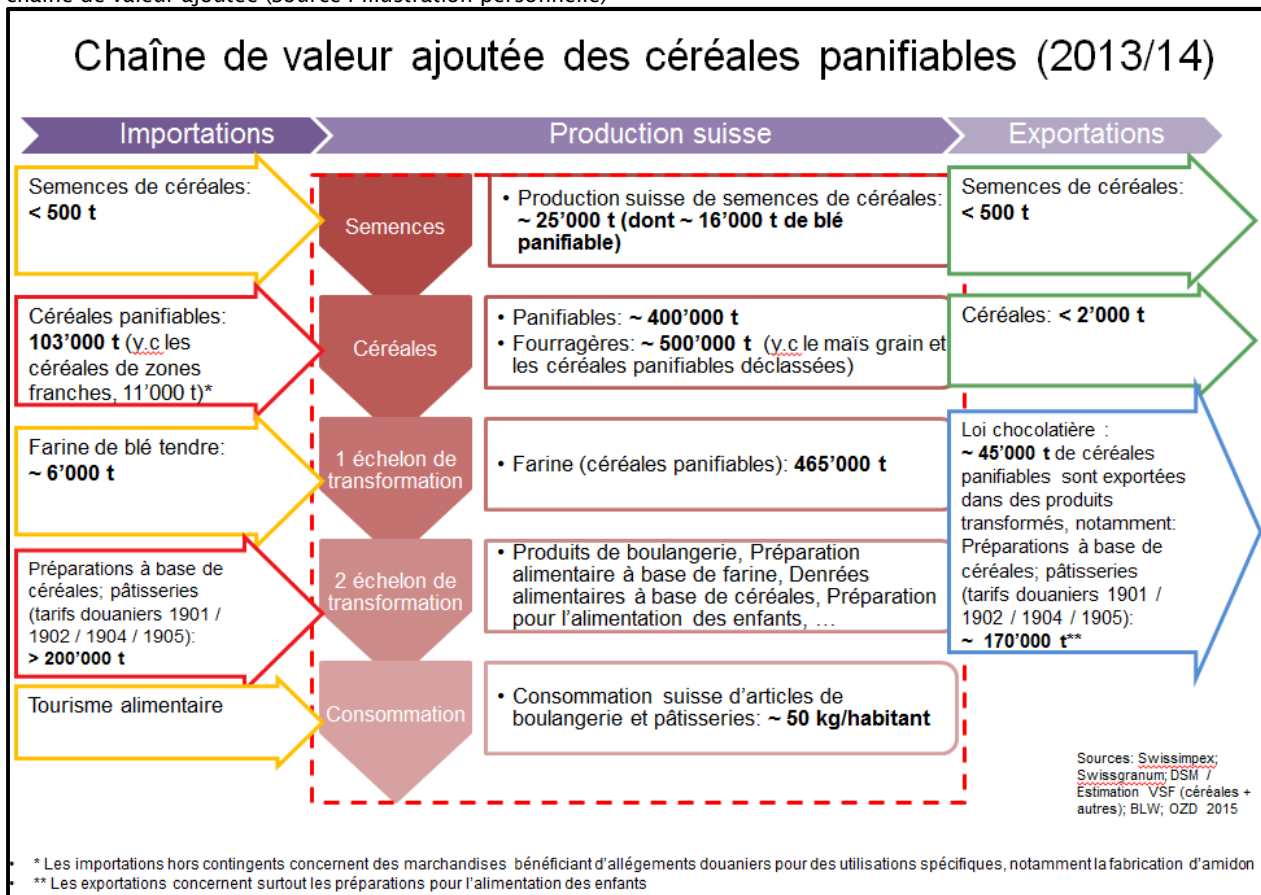 chaîne de valeur ajoutée (source : illustration personnelle)
Chaîne de valeur ajoutée des céréales panifiables (2013/14)
Importations
Production suisse
Exportations
Semences de céréales:
< 500 t
Semences
• Production suisse de semences de céréales:
~ 25'000 t (dont ~ 16'000 t de blé
panifiable)
Semences de céréales:
< 500 t
Céréales panifiables:
103'000 t (y.c les
céréales de zones
franches, 11'000 t)*
Céréales
• Panifiables: ~ 400'000 t
• Fourragères: ~ 500'000 t (y.c le maïs grain et
les céréales panifiables déclassées)
Céréales: < 2'000 t
Farine de blé tendre:
~ 6'000 t
1 échelon de
transformation
• Farine (céréales panifiables): 465'000 t
Loi chocolatière :
~ 45'000 t de céréales
panifiables sont exportées
dans des produits
transformés, notamment:
Préparations à base de
céréales; pâtisseries
(tarifs douaniers 1901 /
1902 / 1904 / 1905):
~ 170'000 t**
Préparations à base de
céréales; pâtisseries
(tarifs douaniers 1901 /
1902 / 1904 / 1905):
> 200'000 t
2 échelon de
transformation
• Produits de boulangerie, Préparation
alimentaire à base de farine, Denrées
alimentaires à base de céréales, Préparation
pour l'alimentation des enfants, …
Tourisme alimentaire
Consommation
• Consommation suisse d'articles de
boulangerie et pâtisseries: ~ 50 kg/habitant
Sources: Swissimpex;
Swissgranum; DSM /
Estimation VSF (céréales +
autres); BLW; OZD 2015
• * Les importations hors contingents concernent des marchandises bénéficiant d'allégements douaniers pour des utilisations spécifiques, notamment la fabrication d'amidon
• ** Les exportations concernent surtout les préparations pour l'alimentation des enfants